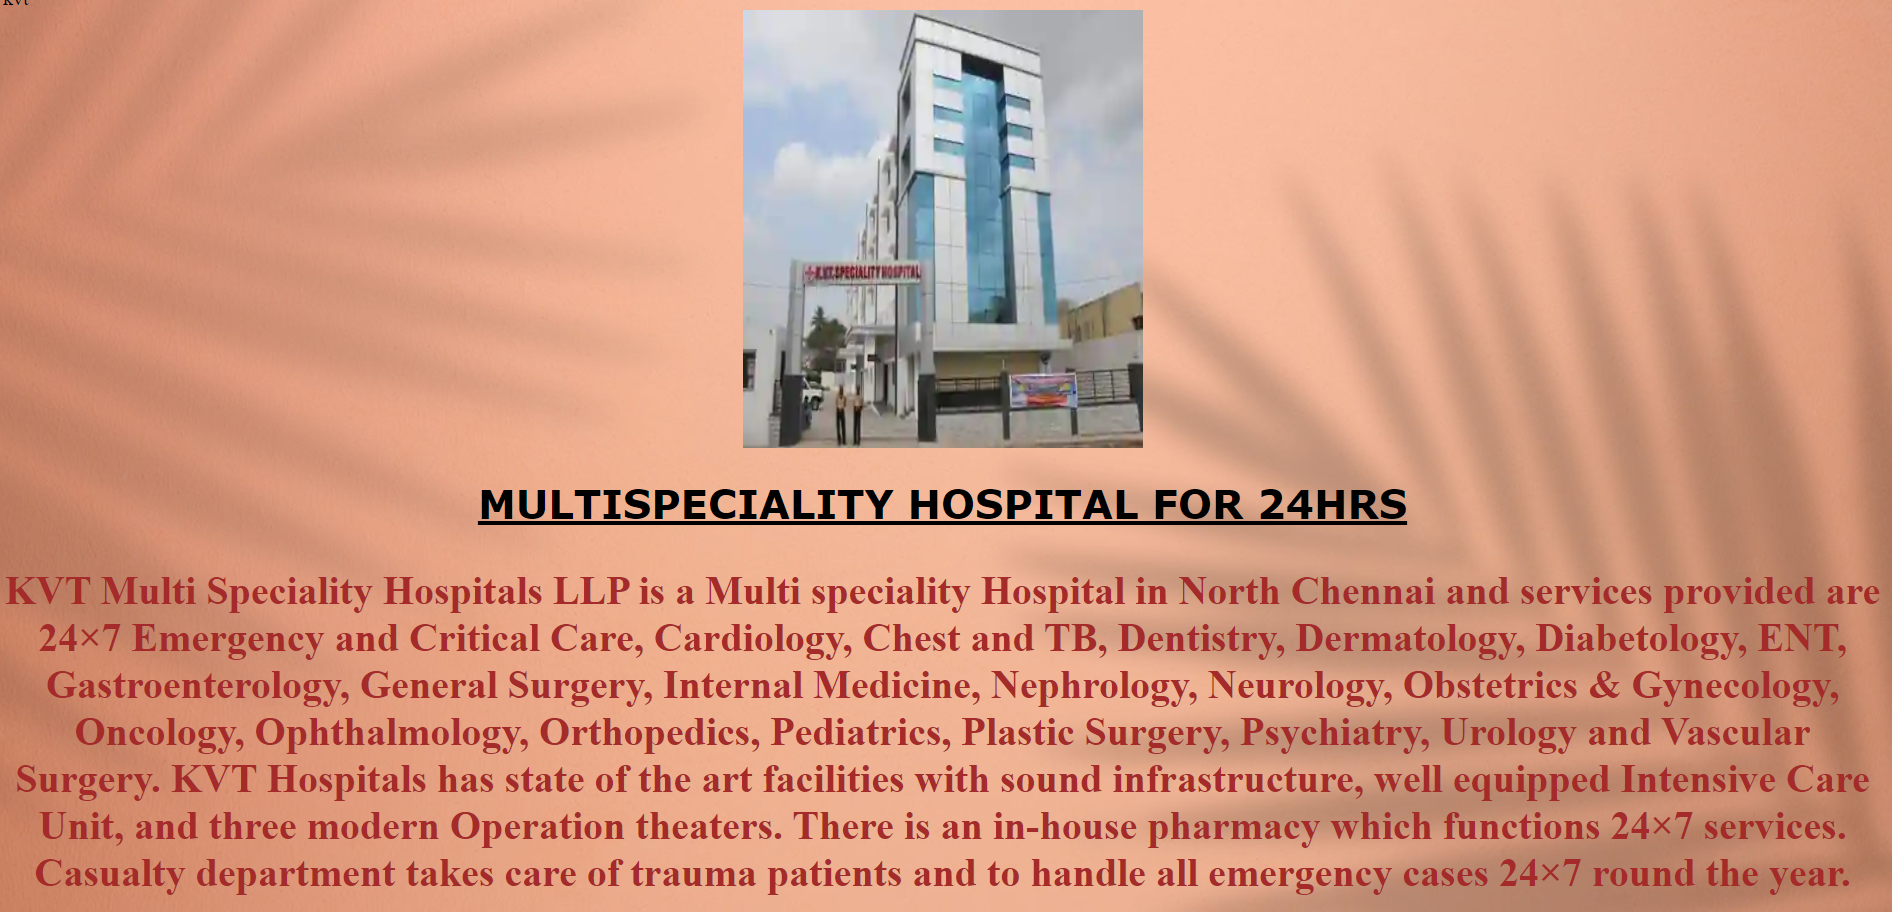 KVT
K.V.T. SPECIALITY HOSPITAL
MULTISPECIALITY HOSPITAL FOR 24HRS
KVT Multi Speciality Hospitals LLP is a Multi speciality Hospital in North Chennai and services provided are
24×7 Emergency and Critical Care, Cardiology, Chest and TB, Dentistry, Dermatology, Diabetology, ENT,
Gastroenterology, General Surgery, Internal Medicine, Nephrology, Neurology, Obstetrics & Gynecology,
Oncology, Ophthalmology, Orthopedics, Pediatrics, Plastic Surgery, Psychiatry, Urology and Vascular
Surgery. KVT Hospitals has state of the art facilities with sound infrastructure, well equipped Intensive Care
Unit, and three modern Operation theaters. There is an in-house pharmacy which functions 24×7 services.
Casualty department takes care of trauma patients and to handle all emergency cases 24×7 round the year.